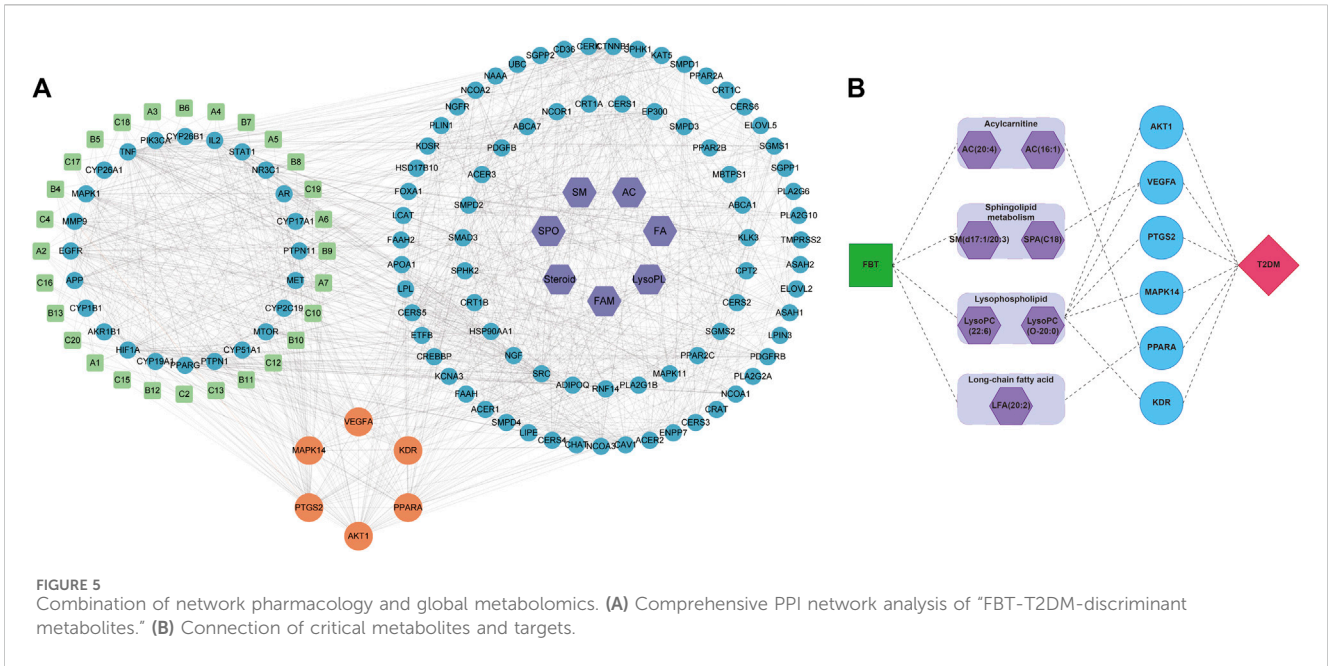 A
B6
A4
B7
A5
B8
C19
A6
B9
A7
C10
B10
C12
B11
C13
C2
B12
C15
A1
C20
B13
C16
A2
C4
B4
C17
B5
C18
A3
CYP26B1
IL2
STAT1
NR3C1
AR
CYP17A1
PTPN11
MET
CYP2C19
MTOR
CYP51A1
PTPN1
PPARG
CYP19A1
HIF1A
AKR1B1
CYP1B1
APP
EGFR
MMP9
MAPK1
CYP26A1
TNF
PIK3CA
VEGFA
KDR
PPARA
AKT1
PTGS2
MAPK14
CERK
CTNNB1
SPHK1
KAT5
SMPD1
PPAR2A
CRT1C
CERS6
ELOVL5
SGMS1
SGPP1
PLA2G6
PLA2G10
TMPRSS2
ASAH2
ELOVL2
ASAH1
LPIN3
PDGFRB
PLA2G2A
NCOA1
CRAT
CERS3
ENPP7
ACER2
CAV1
NCOA3
CHAT
CERS4
LIPE
SMPD4
ACER1
FAAH
KCNA3
CREBBP
ETFB
CERS5
LPL
APOA1
FAAH2
LCAT
FOXA1
HSD17B10
KDSR
PLIN1
NGFR
NCOA2
NAAA
UBC
SGPP2
CD36
CRT1A
CERS1
EP300
SMPD3
PPAR2B
MBTPS1
ABCA1
KLK3
CPT2
CERS2
SGMS2
PPAR2C
MAPK11
PLA2G1B
RNF14
ADIPOQ
SRC
NGF
HSP90AA1
CRT1B
SPHK2
SMAD3
SMPD2
ACER3
PDGFB
ABCA7
NCOR1
SM
AC
SPO
FA
Steroid
LysoPL
FAM
B
FBT
Acylcarnitine
AC(20:4)
AC(16:1)
Sphingolipid
metabolism
SM(d17:1/20:3)
SPA(C18)
Lysophospholipid
LysoPC
(22:6)
LysoPC
(O-20:0)
Long-chain fatty acid
LFA(20:2)
AKT1
VEGFA
PTGS2
MAPK14
PPARA
KDR
T2DM
FIGURE 5
Combination of network pharmacology and global metabolomics. (A) Comprehensive PPI network analysis of "FBT-T2DM-discriminant
metabolites." (B) Connection of critical metabolites and targets.